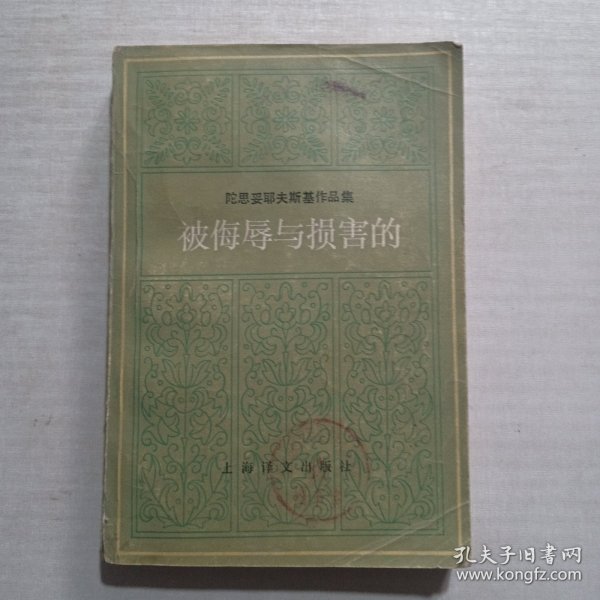 陀思妥耶夫斯基作品集
被侮辱与损害的
上海译文出版社
孔夫子旧書网
www.kongfz.com